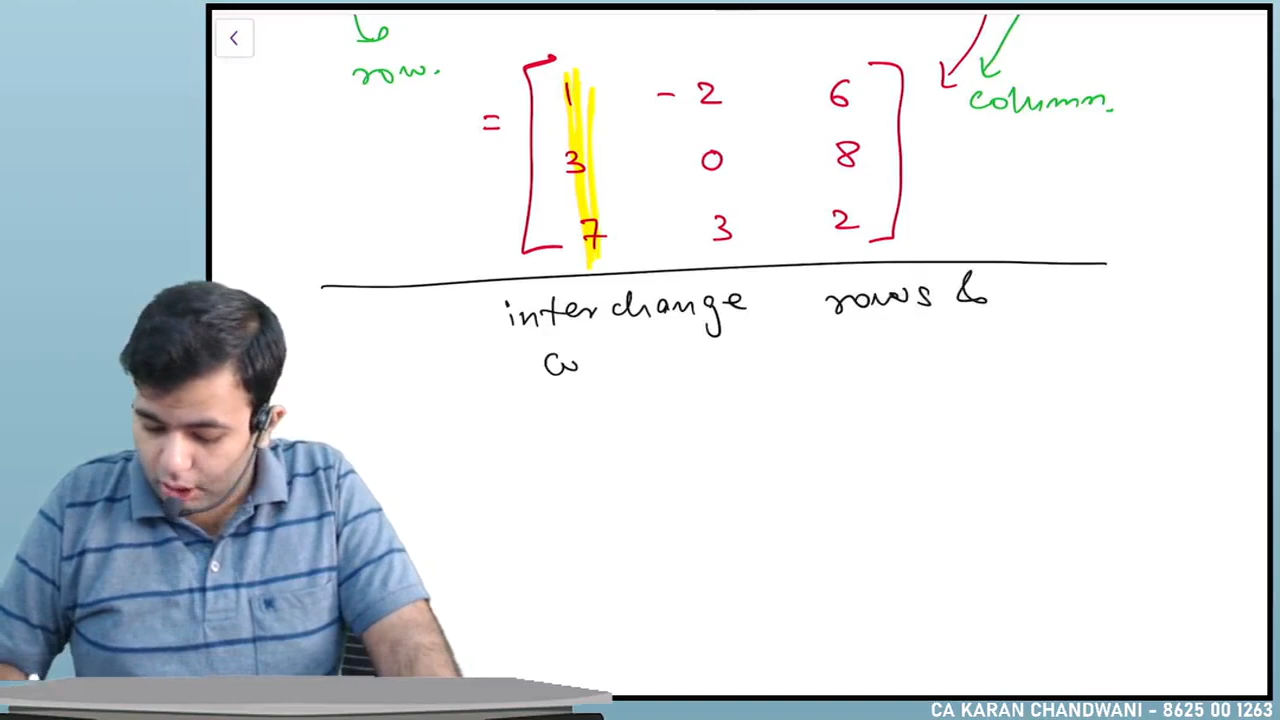 row.
column.
= [ 1 - 2 6
3 0 8
7 3 2 ]
interchange rows &
Co
CA KARAN CHANDWANI - 8625 00 1263